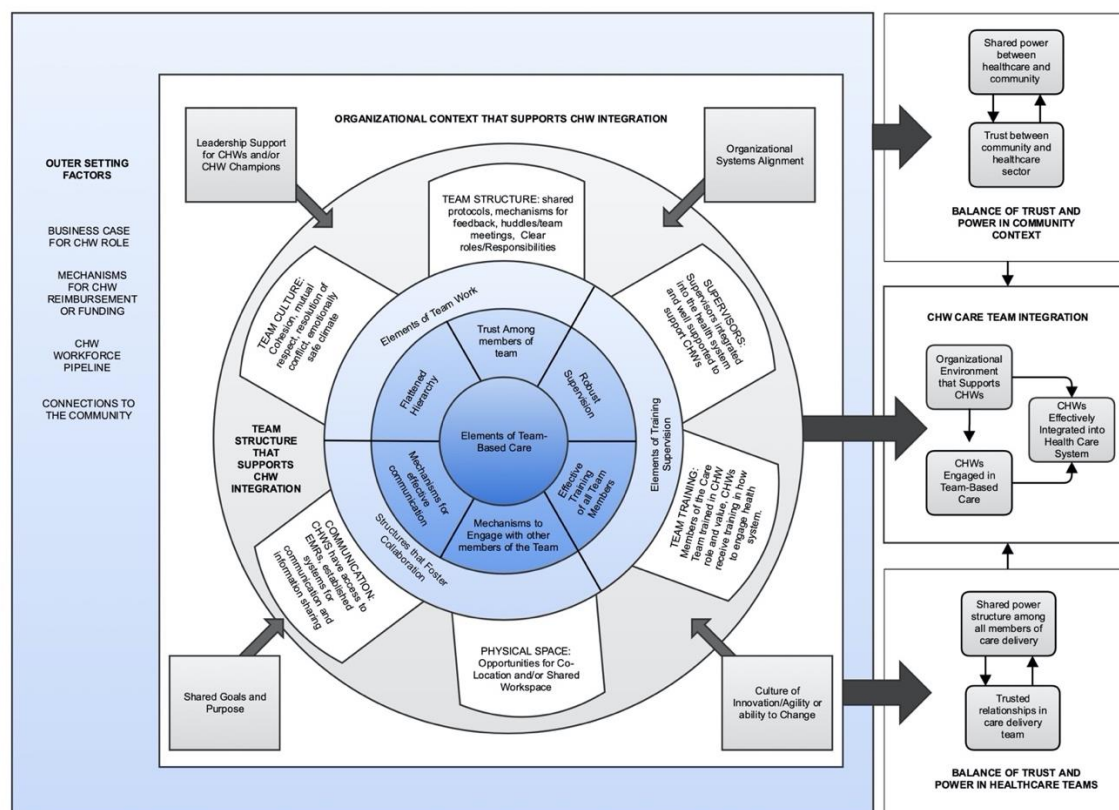 OUTER SETTING
FACTORS
BUSINESS CASE
FOR CHW ROLE
MECHANISMS
FOR CHW
REIMBURSEMENT
OR FUNDING
CHW
WORKFORCE
PIPELINE
CONNECTIONS TO
THE COMMUNITY
ORGANIZATIONAL CONTEXT THAT SUPPORTS CHW INTEGRATION
Leadership Support
for CHWs and/or
CHW Champions
Organizational
Systems Alignment
TEAM STRUCTURE: shared
protocols, mechanisms for
feedback, huddles/team
meetings, Clear
roles/Responsibilities
TEAM CULTURE:
Cohesion, mutual
respect, resolution of
conflict, emotionally
safe climate
SUPERVISORS:
Supervisors integrated
into the health system
and well supported to
support CHWs
Elements of Team Work
Trust Among
members of
team
Flattened
Hierarchy
Robust
Supervision
Elements of Team-
Based Care
Elements of Training
Supervision
TEAM
STRUCTURE
THAT
SUPPORTS
CHW
INTEGRATION
Mechanisms for
effective
communication
Effective
Training
of all Team
Members
Mechanisms to
Engage with other
members of the Team
Structures that Foster
Collaboration
COMMUNICATION:
CHWS have access to
EMRs, established
systems for
communication and
information sharing
TEAM TRAINING:
Members of the Care
Team trained in CHW
role and value, CHWs
receive training in how
to engage health
system.
PHYSICAL SPACE:
Opportunities for Co-
Location and/or Shared
Workspace
Shared Goals and
Purpose
Culture of
Innovation/Agility or
ability to Change
Shared power
between
healthcare and
community
Trust between
community and
healthcare
sector
BALANCE OF TRUST AND
POWER IN COMMUNITY
CONTEXT
CHW CARE TEAM INTEGRATION
Organizational
Environment
that Supports
CHWs
CHWs
Effectively
Integrated into
Health Care
System
CHWs
Engaged in
Team-Based
Care
Shared power
structure among
all members of
care delivery
Trusted
relationships in
care delivery
team
BALANCE OF TRUST AND
POWER IN HEALTHCARE TEAMS